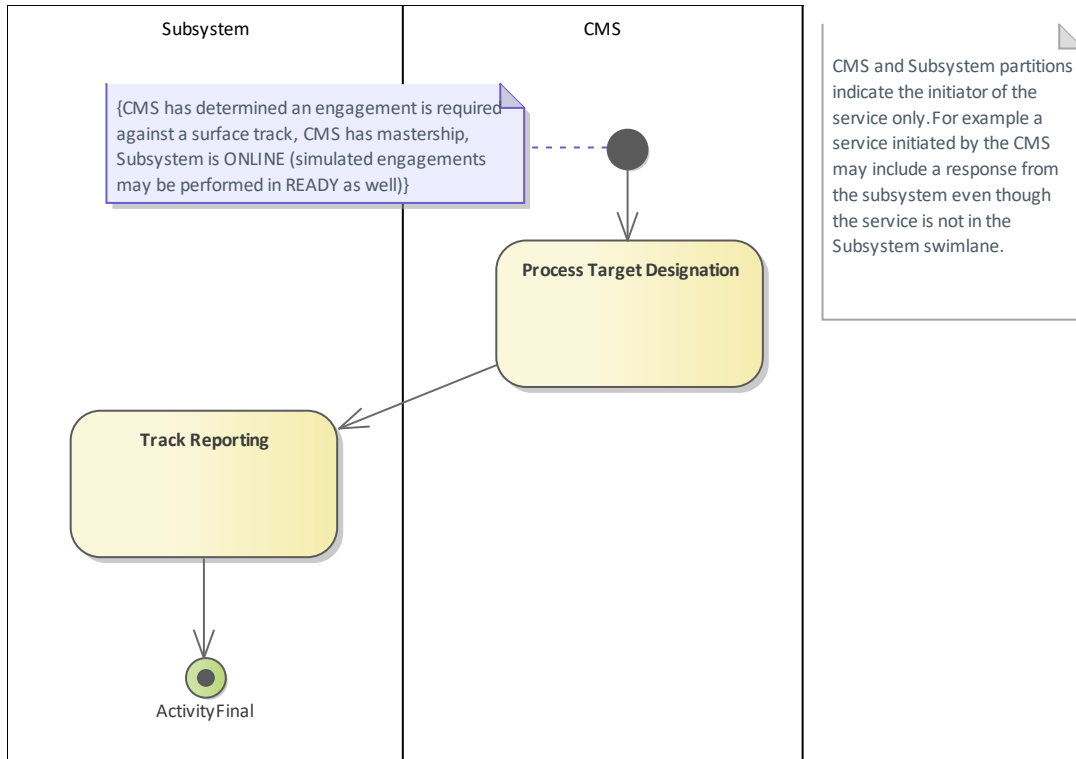 Subsystem
CMS
{CMS has determined an engagement is required
against a surface track, CMS has mastership,
Subsystem is ONLINE (simulated engagements
may be performed in READY as well)}
CMS and Subsystem partitions
indicate the initiator of the
service only. For example a
service initiated by the CMS
may include a response from
the subsystem even though
the service is not in the
Subsystem swimlane.
Process Target Designation
Track Reporting
ActivityFinal